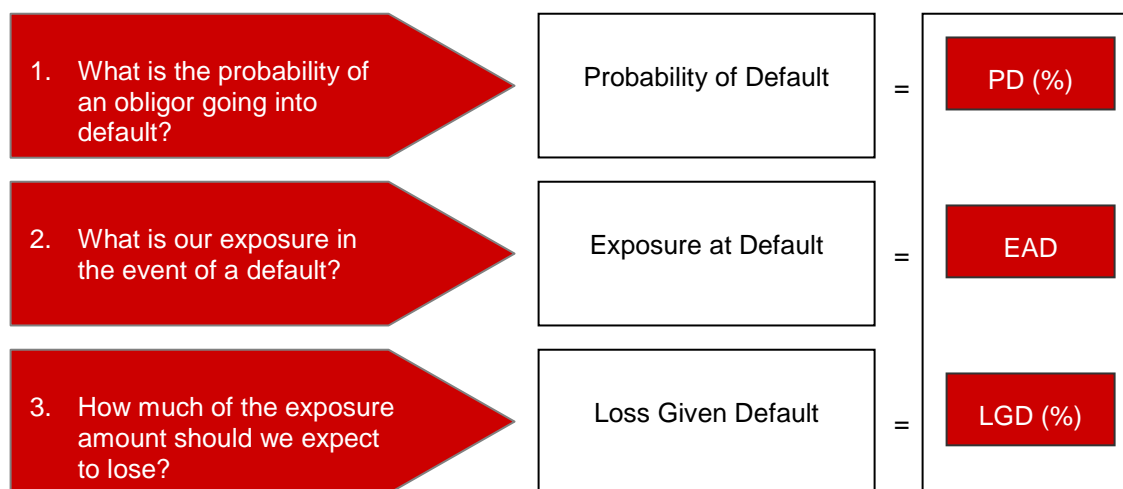 1. What is the probability of
an obligor going into
default?
Probability of Default
=
PD (%)
2. What is our exposure in
the event of a default?
Exposure at Default
=
EAD
3. How much of the exposure
amount should we expect
to lose?
Loss Given Default
=
LGD (%)